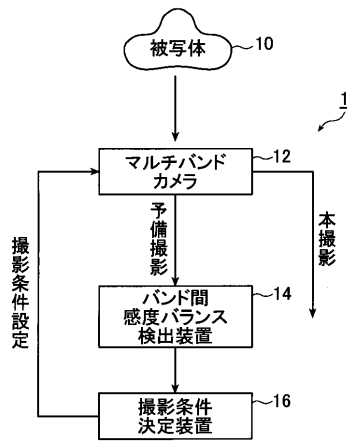 被写体
10
1
マルチバンド
カメラ
12
予備撮影
本撮影
撮影条件設定
バンド間
感度バランス
検出装置
14
撮影条件
決定装置
16